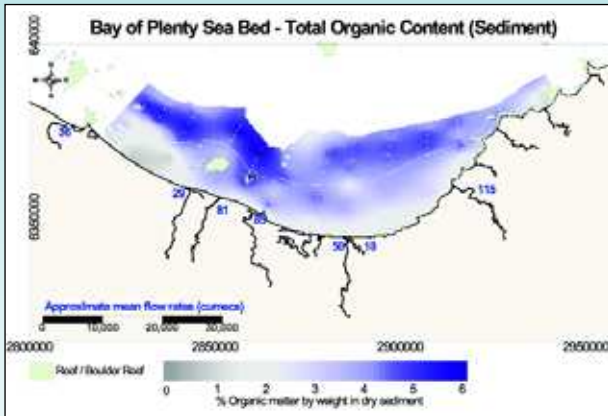 Bay of Plenty Sea Bed - Total Organic Content (Sediment)
6400000
6350000
36
29
81
65
50 18
115
Approximate mean flow rates (cumecs)
0 10,000 20,000 30,000
2800000 2850000 2900000 2950000
Reef / Boulder Reef
0 1 2 3 4 5 6
% Organic matter by weight in dry sediment